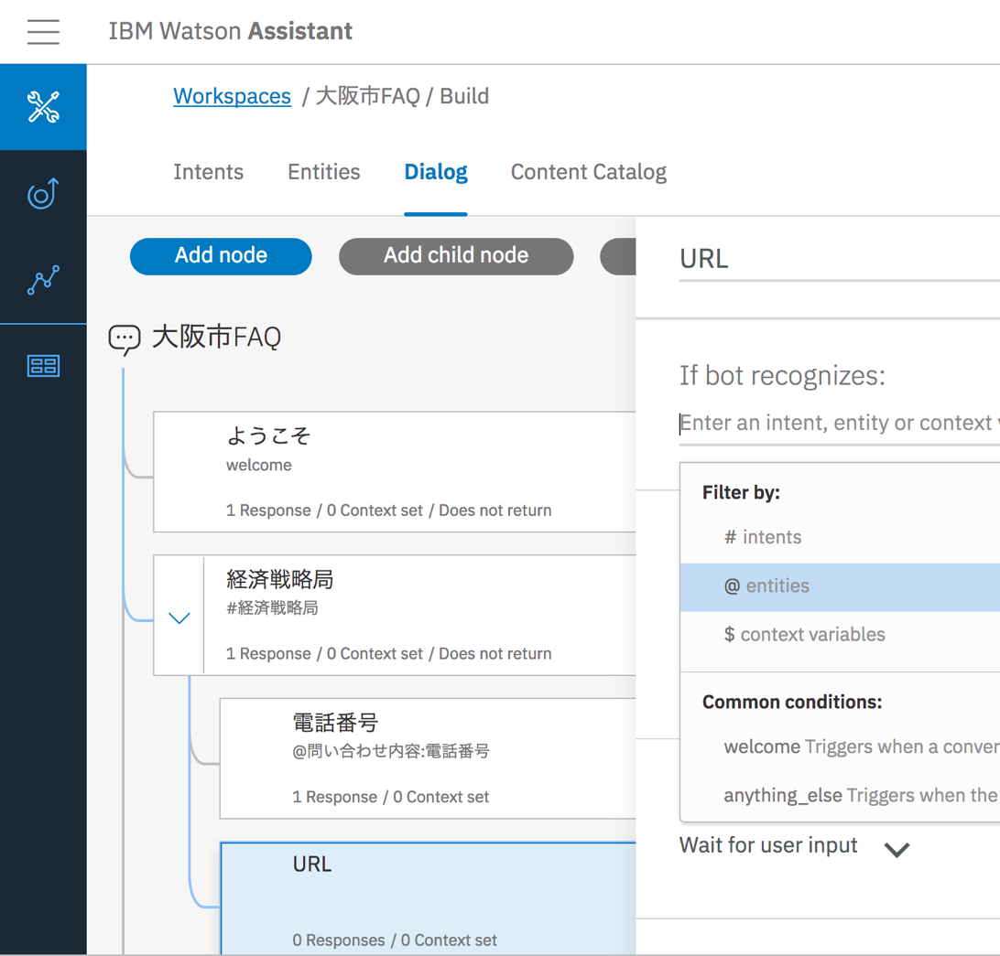 IBM Watson Assistant
Workspaces / 大阪市FAQ / Build
Intents Entities Dialog Content Catalog
Add node Add child node
大阪市FAQ
ようこそ
welcome
1 Response / 0 Context set / Does not return
経済戦略局
#経済戦略局
1 Response / 0 Context set / Does not return
電話番号
@問い合わせ内容:電話番号
1 Response / 0 Context set
URL
0 Responses / 0 Context set
URL
If bot recognizes:
Enter an intent, entity or context
Filter by:
# intents
@ entities
$ context variables
Common conditions:
welcome Triggers when a conver
anything_else Triggers when the
Wait for user input